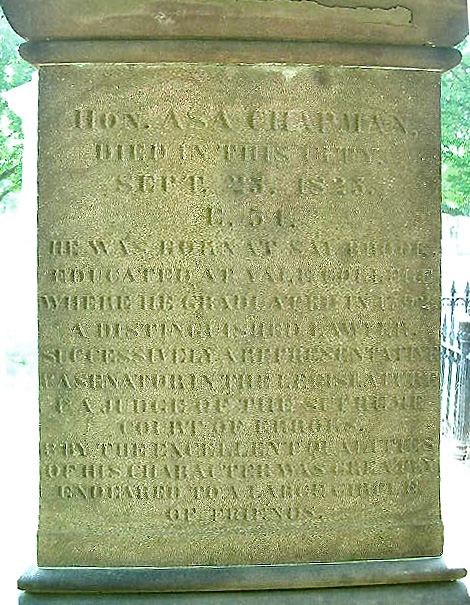 HON. ASA CHAPMAN,
DIED IN THIS CITY,
SEPT. 25, 1825.
Æ. 54.
HE WAS BORN AT SAYBROOK,
EDUCATED AT YALE COLLEGE
WHERE HE GRADUATED IN 1792
A DISTINGUISHED LAWYER,
SUCCESSIVELY A REPRESENTATIVE
& A SENATOR IN THE LEGISLATURE
& A JUDGE OF THE SUPREME
COURT OF ERRORS.
& BY THE EXCELLENT QUALITIES
OF HIS CHARACTER WAS GREATLY
ENDEARED TO A LARGE CIRCLE
OF FRIENDS.